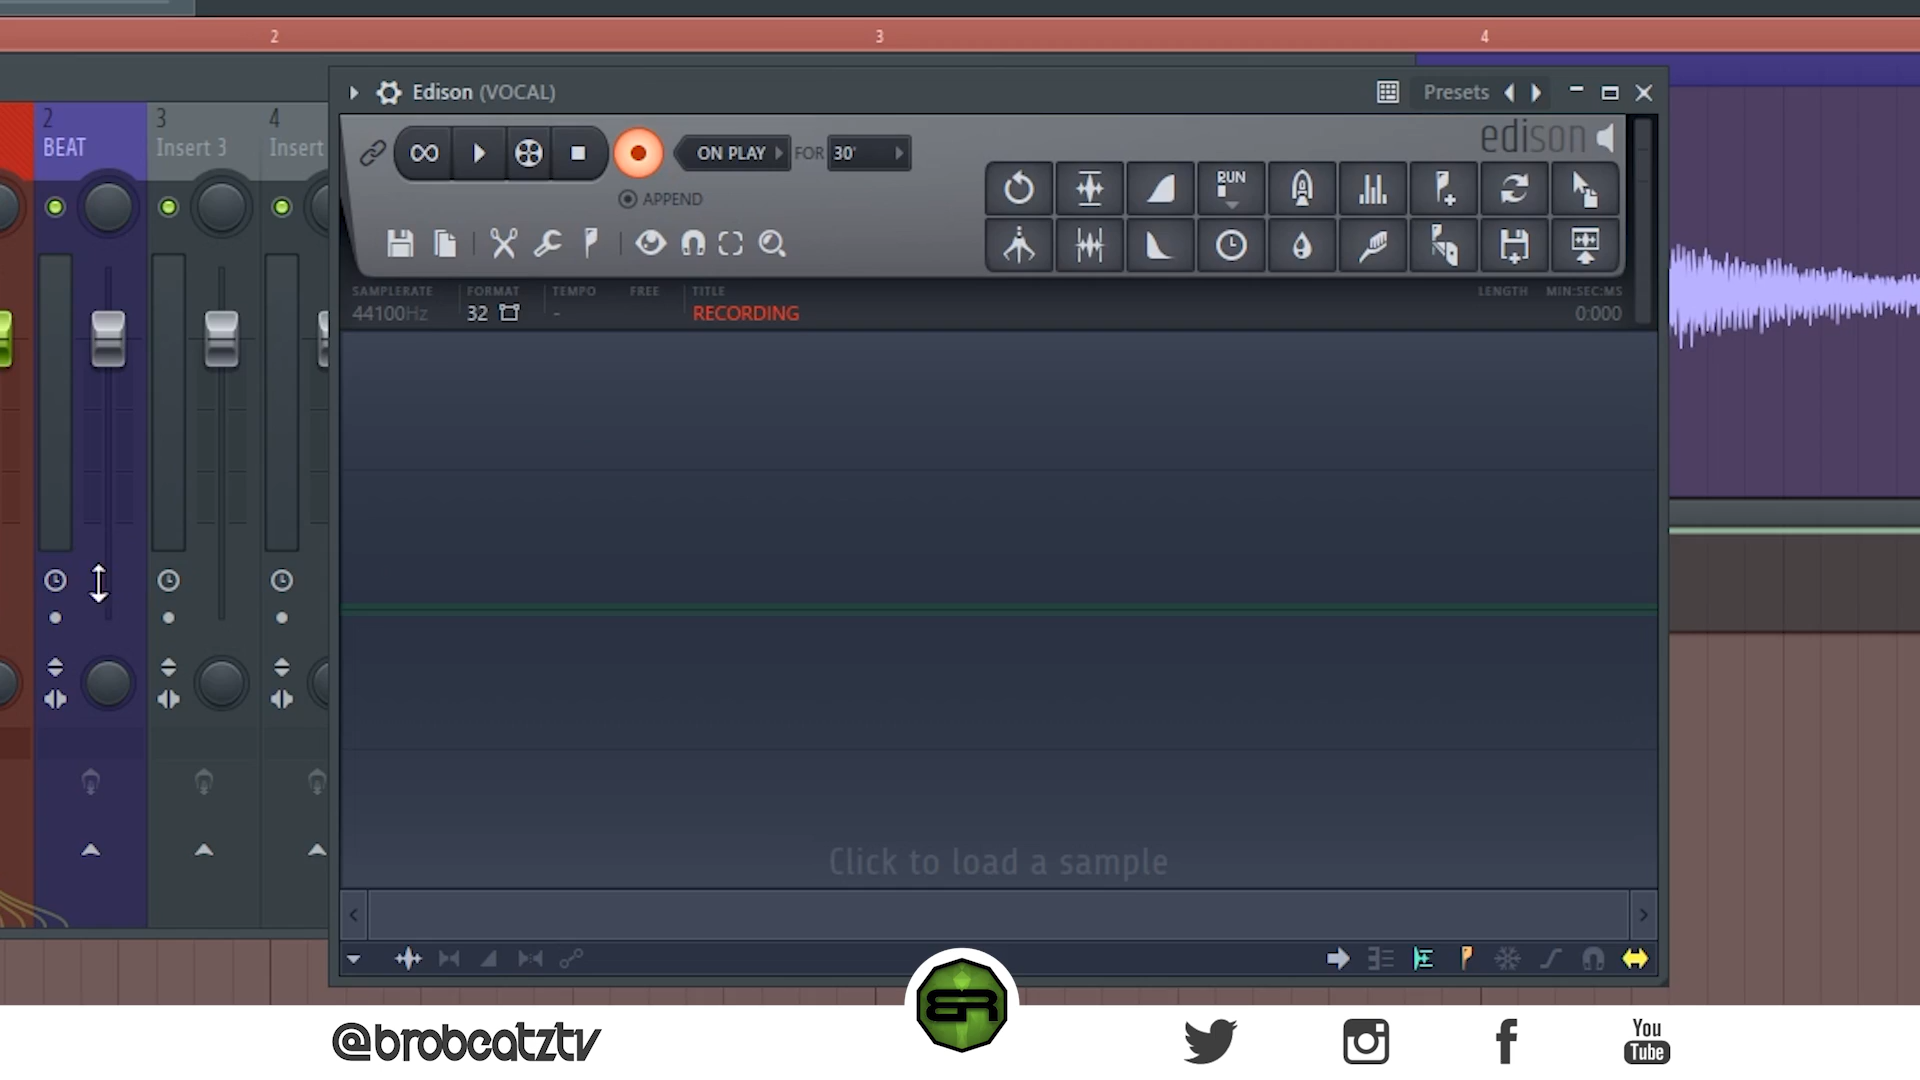 2 3 4
Edison (VOCAL) Presets
2 3 4
BEAT Insert 3 Insert
edison
ON PLAY FOR 30'
APPEND
RUN
SAMPLERATE FORMAT TEMPO FREE TITLE LENGTH MIN:SEC:MS
44100Hz 32 - RECORDING 0:000
Click to load a sample
@brobeatztv
You
Tube